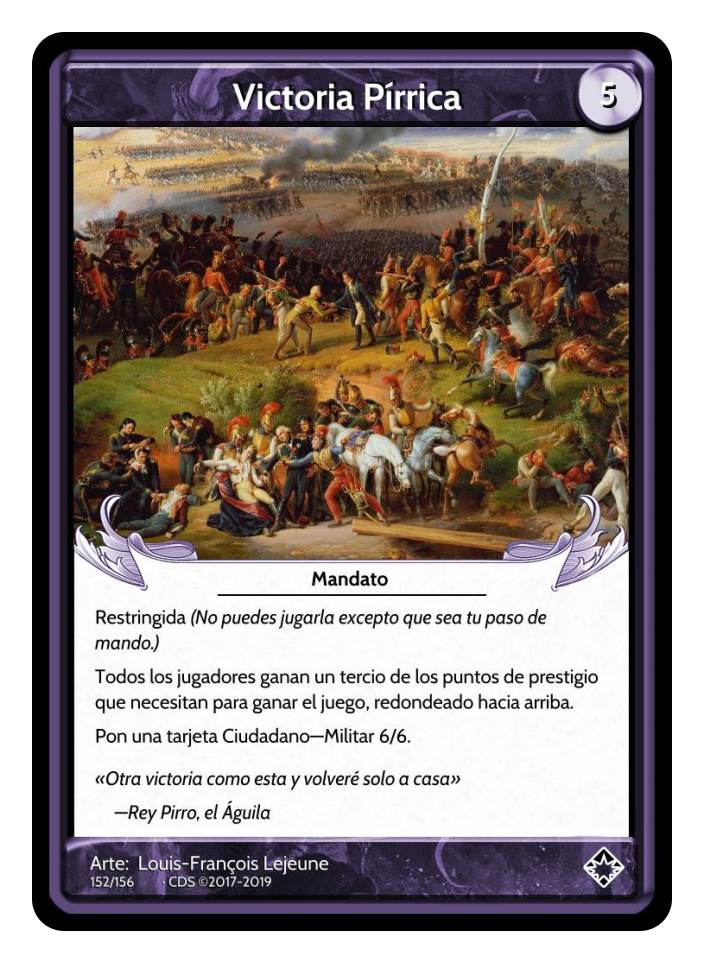 Victoria Pírrica
5
Mandato
Restringida (No puedes jugarla excepto que sea tu paso de
mando.)
Todos los jugadores ganan un tercio de los puntos de prestigio
que necesitan para ganar el juego, redondeado hacia arriba.
Pon una tarjeta Ciudadano—Militar 6/6.
«Otra victoria como esta y volveré solo a casa»
—Rey Pirro, el Águila
Arte: Louis-François Lejeune
152/156 · CDS ©2017-2019